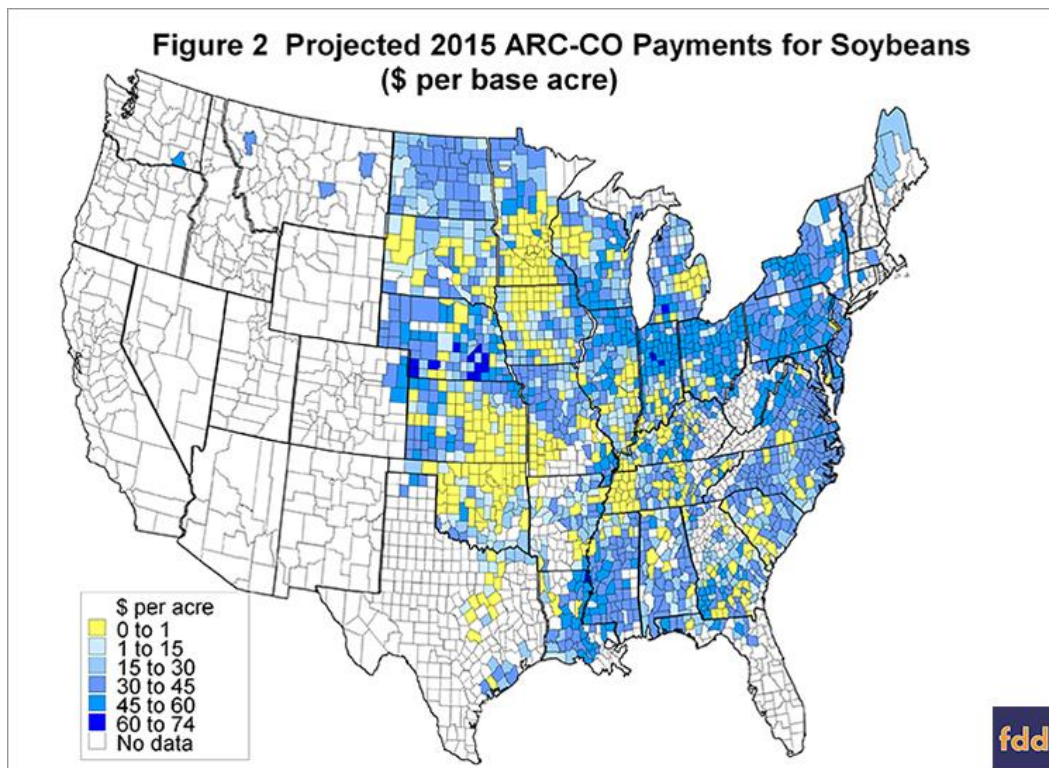 Figure 2  Projected 2015 ARC-CO Payments for Soybeans
($ per base acre)
$ per acre
0 to 1
1 to 15
15 to 30
30 to 45
45 to 60
60 to 74
No data
fdd